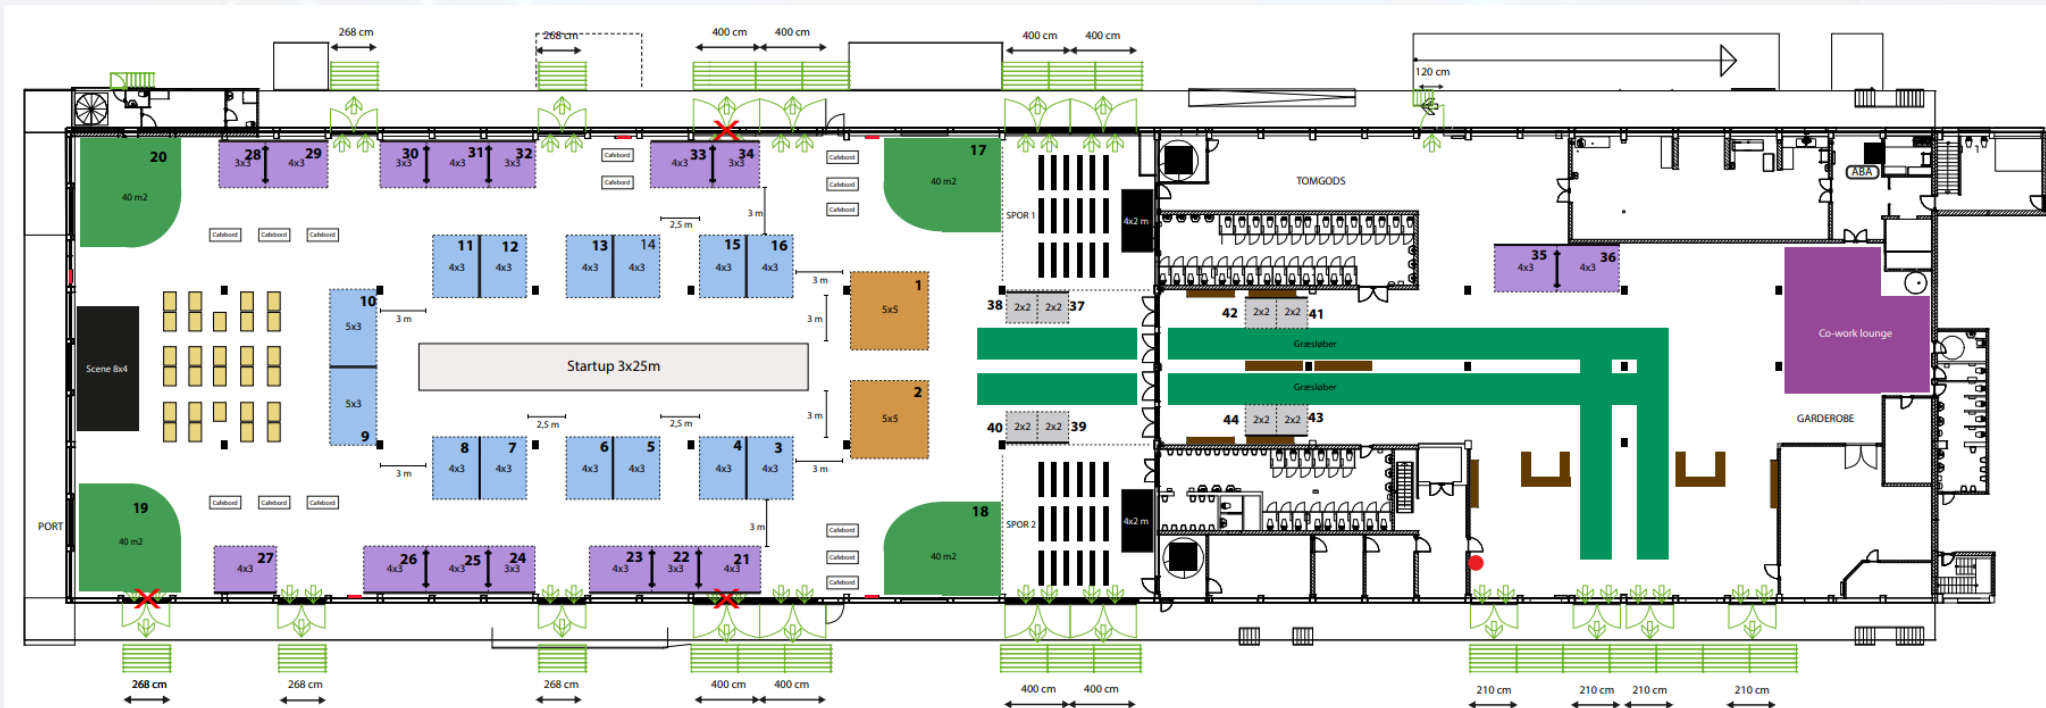 268 cm
268 cm
400 cm
400 cm
400 cm
400 cm
120 cm
20
40 m2
28
3x3
29
4x3
30
3x3
31
4x3
32
3x3
Cafebord
Cafebord
33
4x3
34
3x4
Cafebord
Cafebord
Cafebord
17
40 m2
SPOR 1
4x2 m
TOMGODS
ABA
3 m
2,5 m
Cafebord
Cafebord
Cafebord
11
4x3
12
4x3
13
4x3
14
4x3
15
4x3
16
4x3
3 m
1
5x5
3 m
35
4x3
36
4x3
10
5x3
3 m
38
2x2
2x2
37
42
2x2
2x2
41
Scene 8x4
Startup 3x25m
Græsløber
Græsløber
Co-work lounge
5x3
9
2
5x5
3 m
2,5 m
2,5 m
3 m
3 m
40
2x2
2x2
39
44
2x2
2x2
43
GARDEROBE
8
4x3
7
4x3
6
4x3
5
4x3
4
4x3
3
4x3
Cafebord
Cafebord
Cafebord
PORT
19
40 m2
3 m
Cafebord
Cafebord
Cafebord
18
40 m2
SPOR 2
4x2 m
27
4x3
26
4x3
25
4x3
24
3x3
23
4x3
22
3x3
21
4x3
268 cm
268 cm
268 cm
400 cm
400 cm
400 cm
400 cm
210 cm
210 cm
210 cm
210 cm